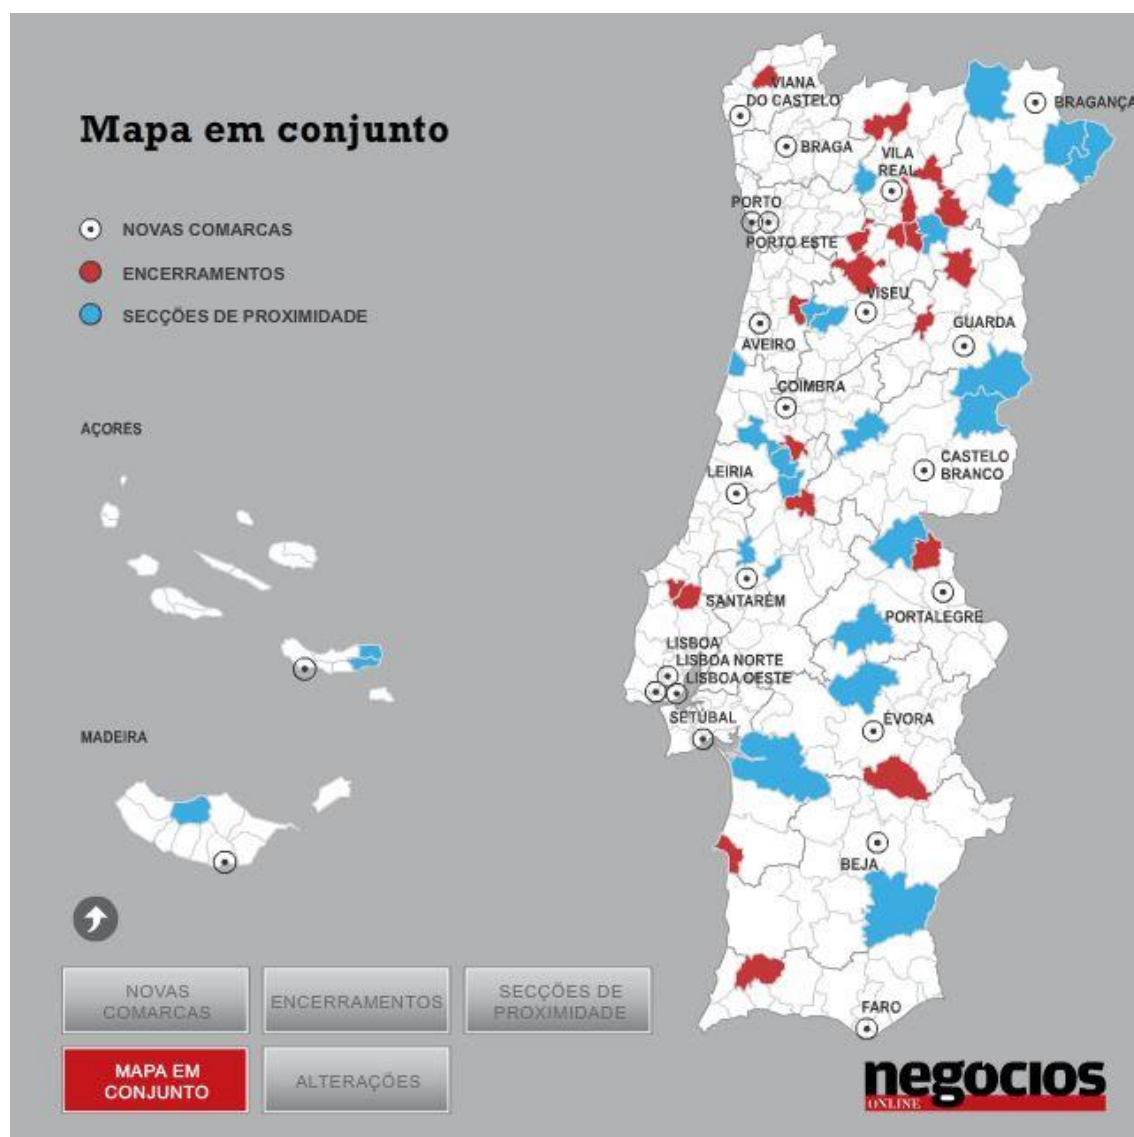 Mapa em conjunto
NOVAS COMARCAS
ENCERRAMENTOS
SECÇÕES DE PROXIMIDADE
AÇORES
MADEIRA
VIANA
DO CASTELO
BRAGANÇA
BRAGA
VILA
REAL
PORTO
PORTO ESTE
VISEU
GUARDA
AVEIRO
COIMBRA
CASTELO
BRANCO
LEIRIA
SANTARÉM
PORTALEGRE
LISBOA
LISBOA NORTE
LISBOA OESTE
SETÚBAL
ÉVORA
BEJA
FARO
NOVAS
COMARCAS
ENCERRAMENTOS
SECÇÕES DE
PROXIMIDADE
MAPA EM
CONJUNTO
ALTERAÇÕES
negocios
ONLINE